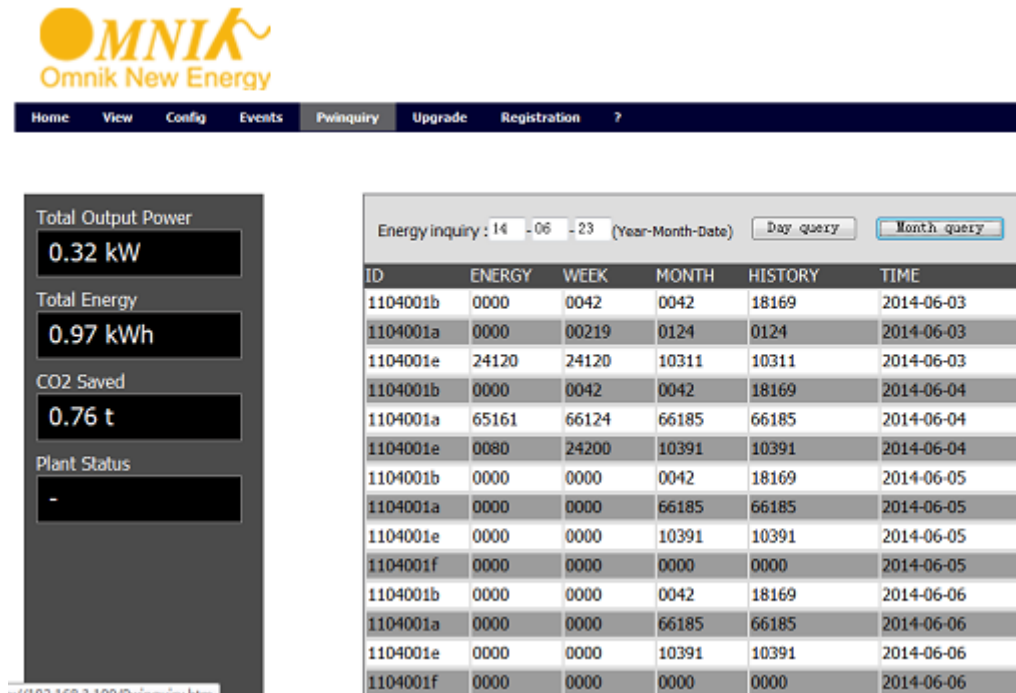 OMNIK
Omnik New Energy
Home View Config Events Pwinquiry Upgrade Registration ?
Total Output Power
0.32 kW
Total Energy
0.97 kWh
CO2 Saved
0.76 t
Plant Status
-
Energy inquiry : 14 - 06 - 23 (Year-Month-Date) Day query Month query
ID ENERGY WEEK MONTH HISTORY TIME
1104001b 0000 0042 0042 18169 2014-06-03
1104001a 0000 00219 0124 0124 2014-06-03
1104001e 24120 24120 10311 10311 2014-06-03
1104001b 0000 0042 0042 18169 2014-06-04
1104001a 65161 66124 66185 66185 2014-06-04
1104001e 0080 24200 10391 10391 2014-06-04
1104001b 0000 0000 0042 18169 2014-06-05
1104001a 0000 0000 66185 66185 2014-06-05
1104001e 0000 0000 10391 10391 2014-06-05
1104001f 0000 0000 0000 0000 2014-06-05
1104001b 0000 0000 0042 18169 2014-06-06
1104001a 0000 0000 66185 66185 2014-06-06
1104001e 0000 0000 10391 10391 2014-06-06
1104001f 0000 0000 0000 0000 2014-06-06